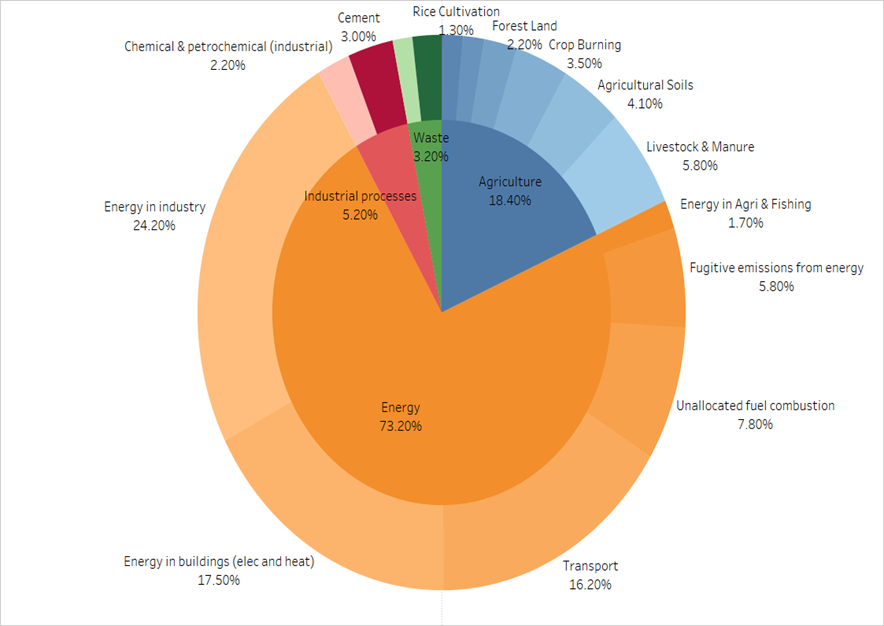 Rice Cultivation
1.30%
Cement
3.00%
Forest Land
2.20%
Chemical & petrochemical (industrial)
2.20%
Crop Burning
3.50%
Agricultural Soils
4.10%
Waste
3.20%
Livestock & Manure
5.80%
Agriculture
18.40%
Industrial processes
5.20%
Energy in industry
24.20%
Energy in Agri & Fishing
1.70%
Fugitive emissions from energy
5.80%
Energy
73.20%
Unallocated fuel combustion
7.80%
Energy in buildings (elec and heat)
17.50%
Transport
16.20%